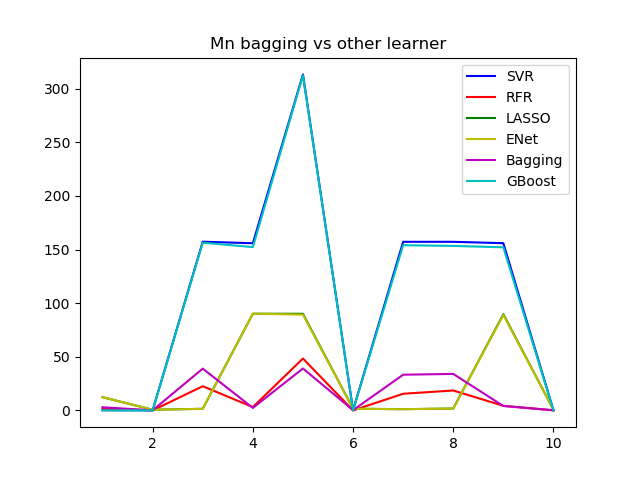 Mn bagging vs other learner
SVR
RFR
LASSO
ENet
Bagging
GBoost
300
250
200
150
100
50
0
2 4 6 8 10